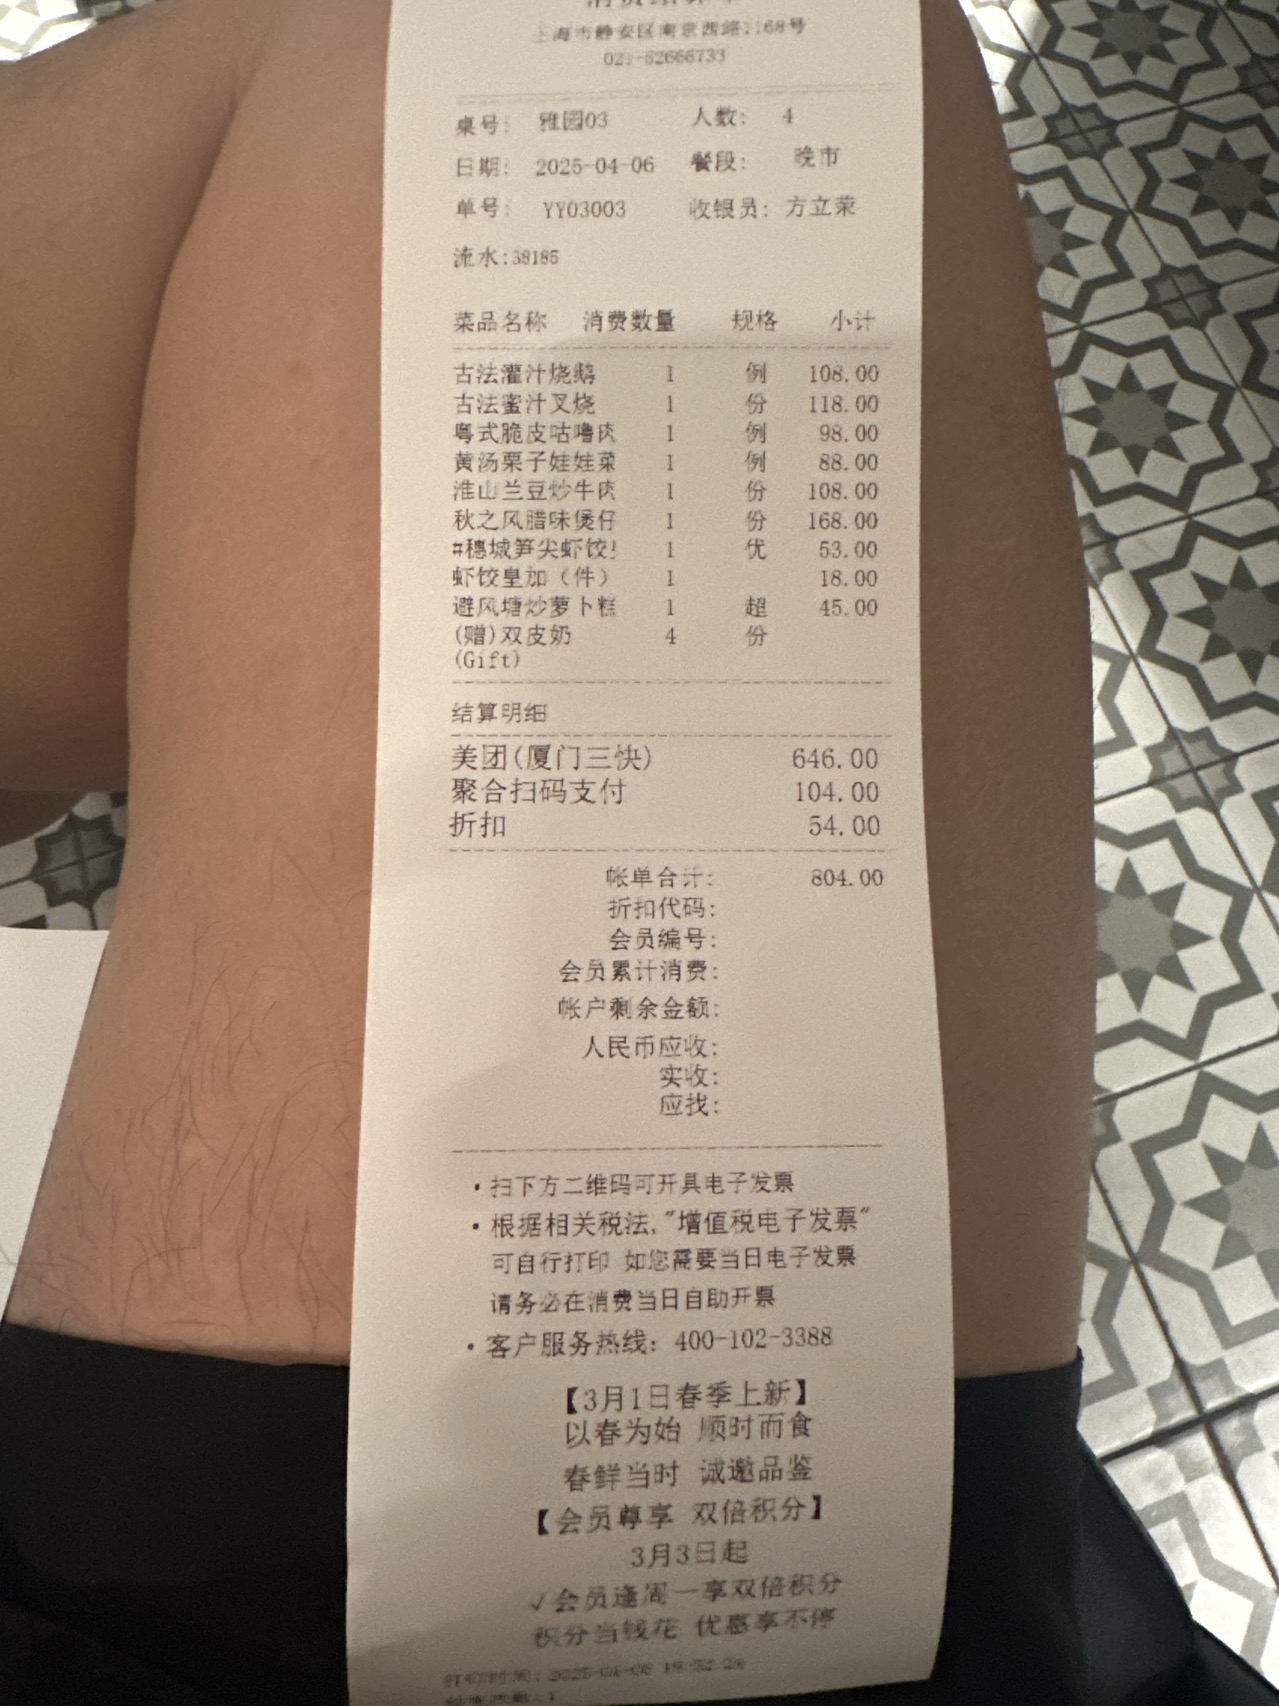 上海市静安区南京西路1168号
021-62666733
桌号: 雅园03 人数: 4
日期: 2025-04-06 餐段: 晚市
单号: YY03003 收银员: 方立荣
流水:38185
菜品名称 消费数量 规格 小计
古法灌汁烧鹅 1 例 108.00
古法蜜汁叉烧 1 份 118.00
粤式脆皮咕噜肉 1 例 98.00
黄汤栗子娃娃菜 1 例 88.00
淮山兰豆炒牛肉 1 份 108.00
秋之风腊味煲仔 1 份 168.00
#穗城笋尖虾饺 1 优 53.00
虾饺皇加（件） 1 18.00
避风塘炒萝卜糕 1 超 45.00
(赠)双皮奶 4 份
(Gift)
结算明细
美团(厦门三快) 646.00
聚合扫码支付 104.00
折扣 54.00
帐单合计: 804.00
折扣代码:
会员编号:
会员累计消费:
帐户剩余金额:
人民币应收:
实收:
应找:
·扫下方二维码可开具电子发票
·根据相关税法,"增值税电子发票"
可自行打印 如您需要当日电子发票
请务必在消费当日自助开票
·客户服务热线: 400-102-3388
【3月1日春季上新】
以春为始 顺时而食
春鲜当时 诚邀品鉴
【会员尊享 双倍积分】
3月3日起
√会员逢周一享双倍积分
积分当钱花 优惠享不停